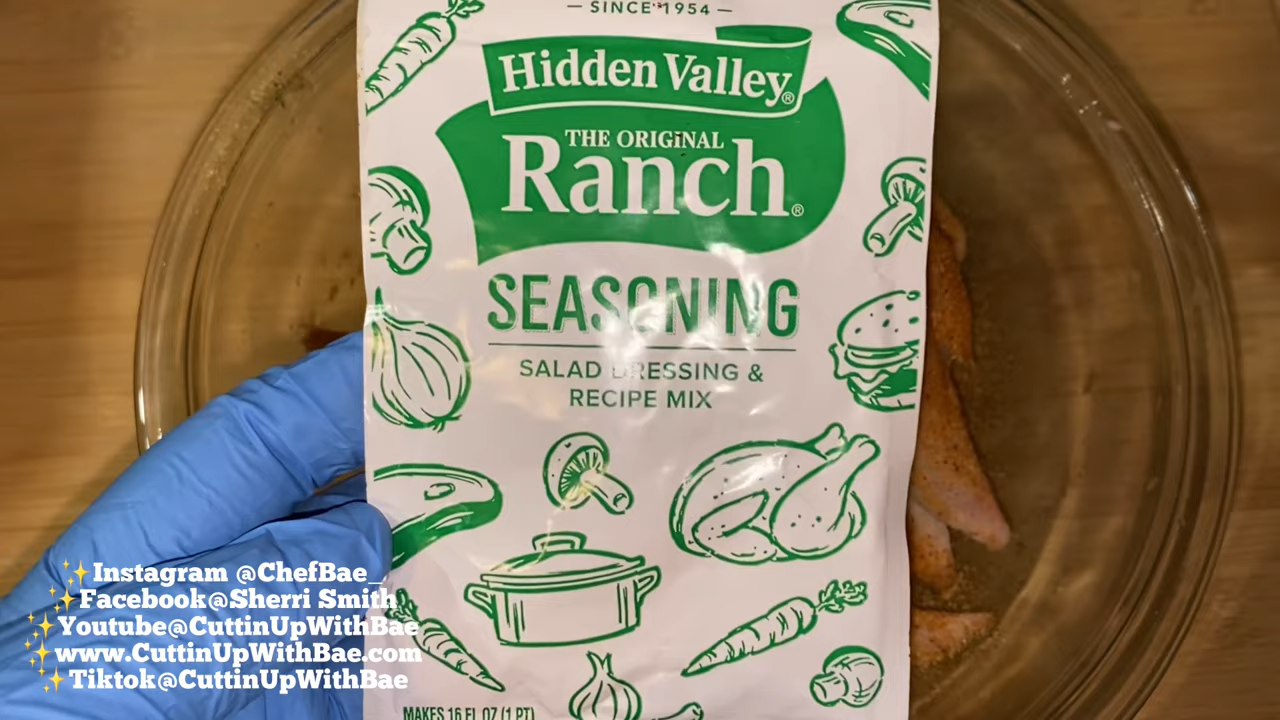 — SINCE 1954 —
Hidden Valley®
THE ORIGINAL
Ranch®
SEASONING
SALAD DRESSING &
RECIPE MIX
MAKES 16 FL OZ (1 PT)
✨Instagram @ChefBae_
✨Facebook@Sherri Smith
✨Youtube@CuttinUpWithBae
✨www.CuttinUpWithBae.com
✨Tiktok@CuttinUpWithBae